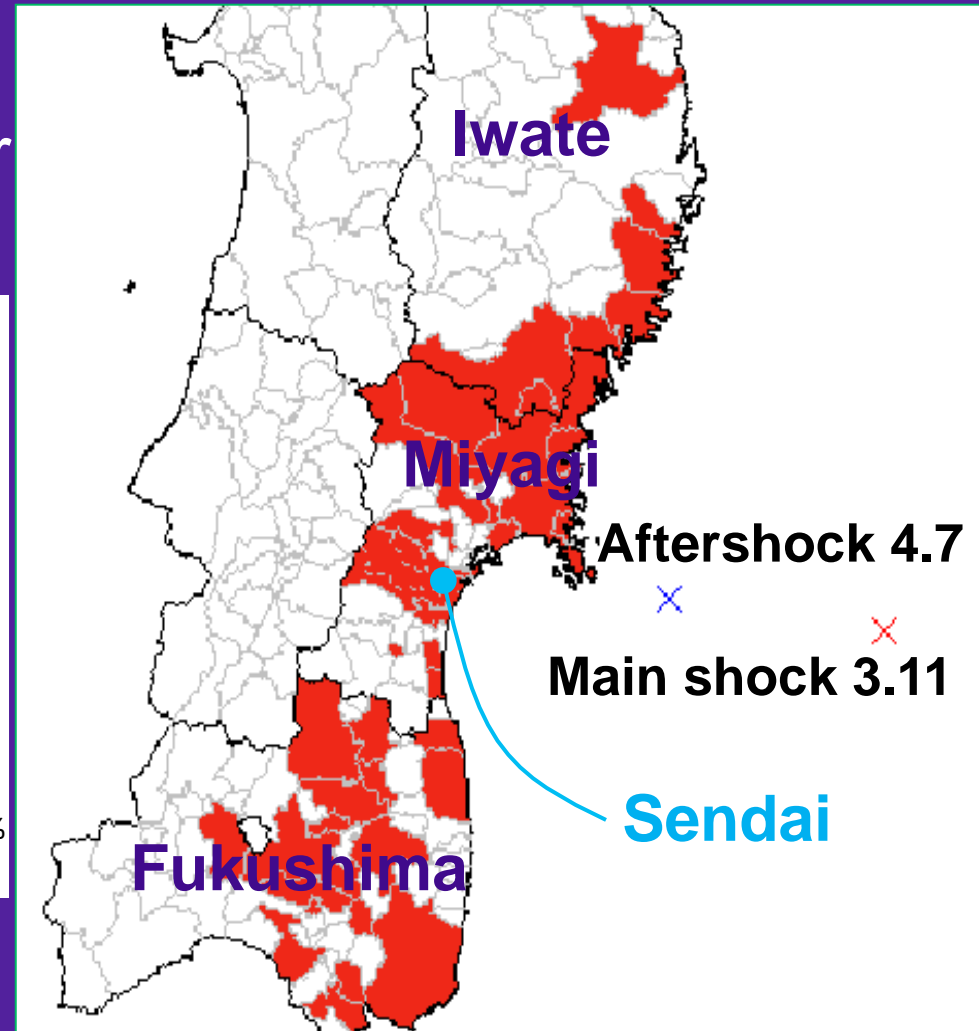 r
Iwate
Miyagi
Aftershock 4.7
Main shock 3.11
Sendai
Fukushima
%